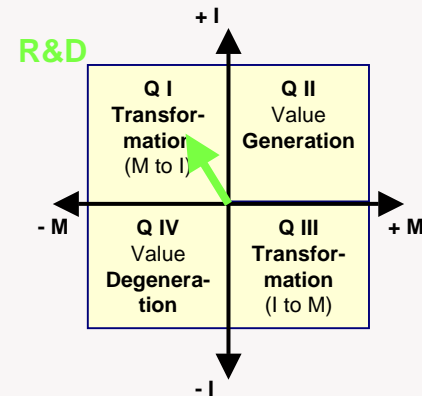 + I
R&D
Q I
Transfor-
mation
(M to I)
Q II
Value
Generation
- M
+ M
Q IV
Value
Degenera-
tion
Q III
Transfor-
mation
(I to M)
- I